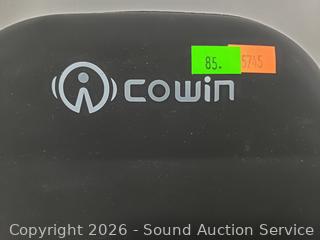 85. 5745
COWIN
Copyright 2026 - Sound Auction Service